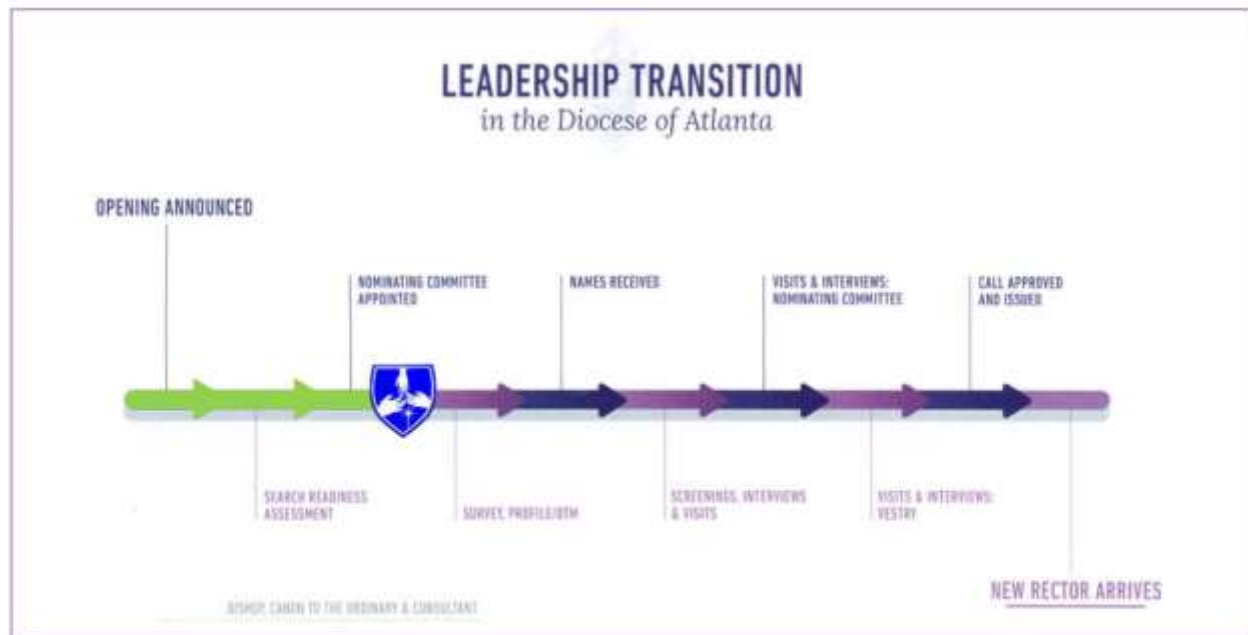 LEADERSHIP TRANSITION
in the Diocese of Atlanta
OPENING ANNOUNCED
NOMINATING COMMITTEE
APPOINTED
NAMES RECEIVED
VISITS & INTERVIEWS:
NOMINATING COMMITTEE
CALL APPROVED
AND ISSUED
SEARCH READINESS
ASSESSMENT
SURVEY, PROFILE/OTM
SCREENINGS, INTERVIEWS
& VISITS
VISITS & INTERVIEWS:
VESTRY
NEW RECTOR ARRIVES
BISHOP, CANON TO THE ORDINARY & CONSULTANT